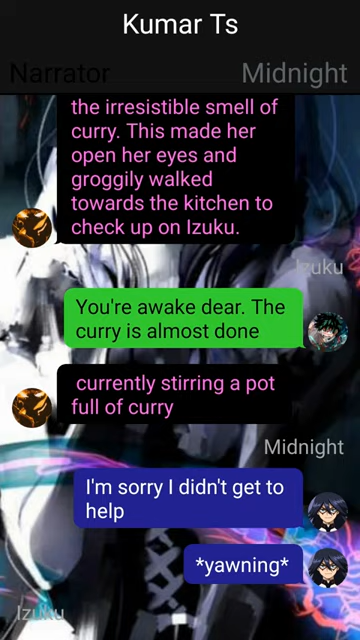 Kumar Ts
Narrator
Midnight
the irresistible smell of
curry. This made her
open her eyes and
groggily walked
towards the kitchen to
check up on Izuku.
Izuku
You're awake dear. The
curry is almost done
currently stirring a pot
full of curry
Midnight
I'm sorry I didn't get to
help
*yawning*
Izuku